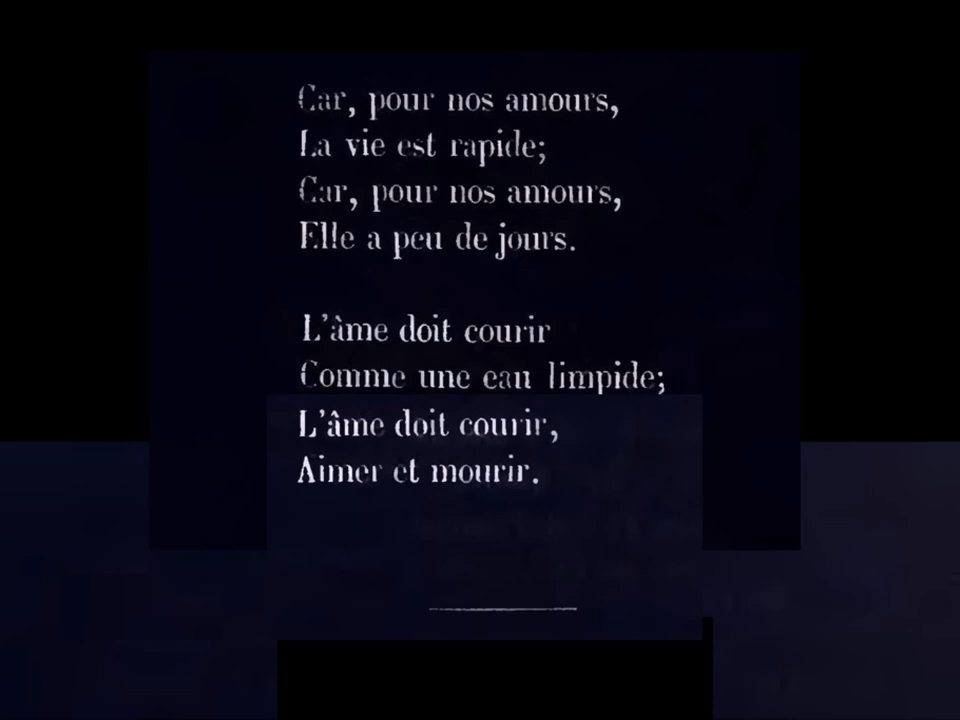 Car, pour nos amours,
La vie est rapide;
Car, pour nos amours,
Elle a peu de jours.
L'âme doit courir
Comme une eau limpide;
L'âme doit courir,
Aimer et mourir.